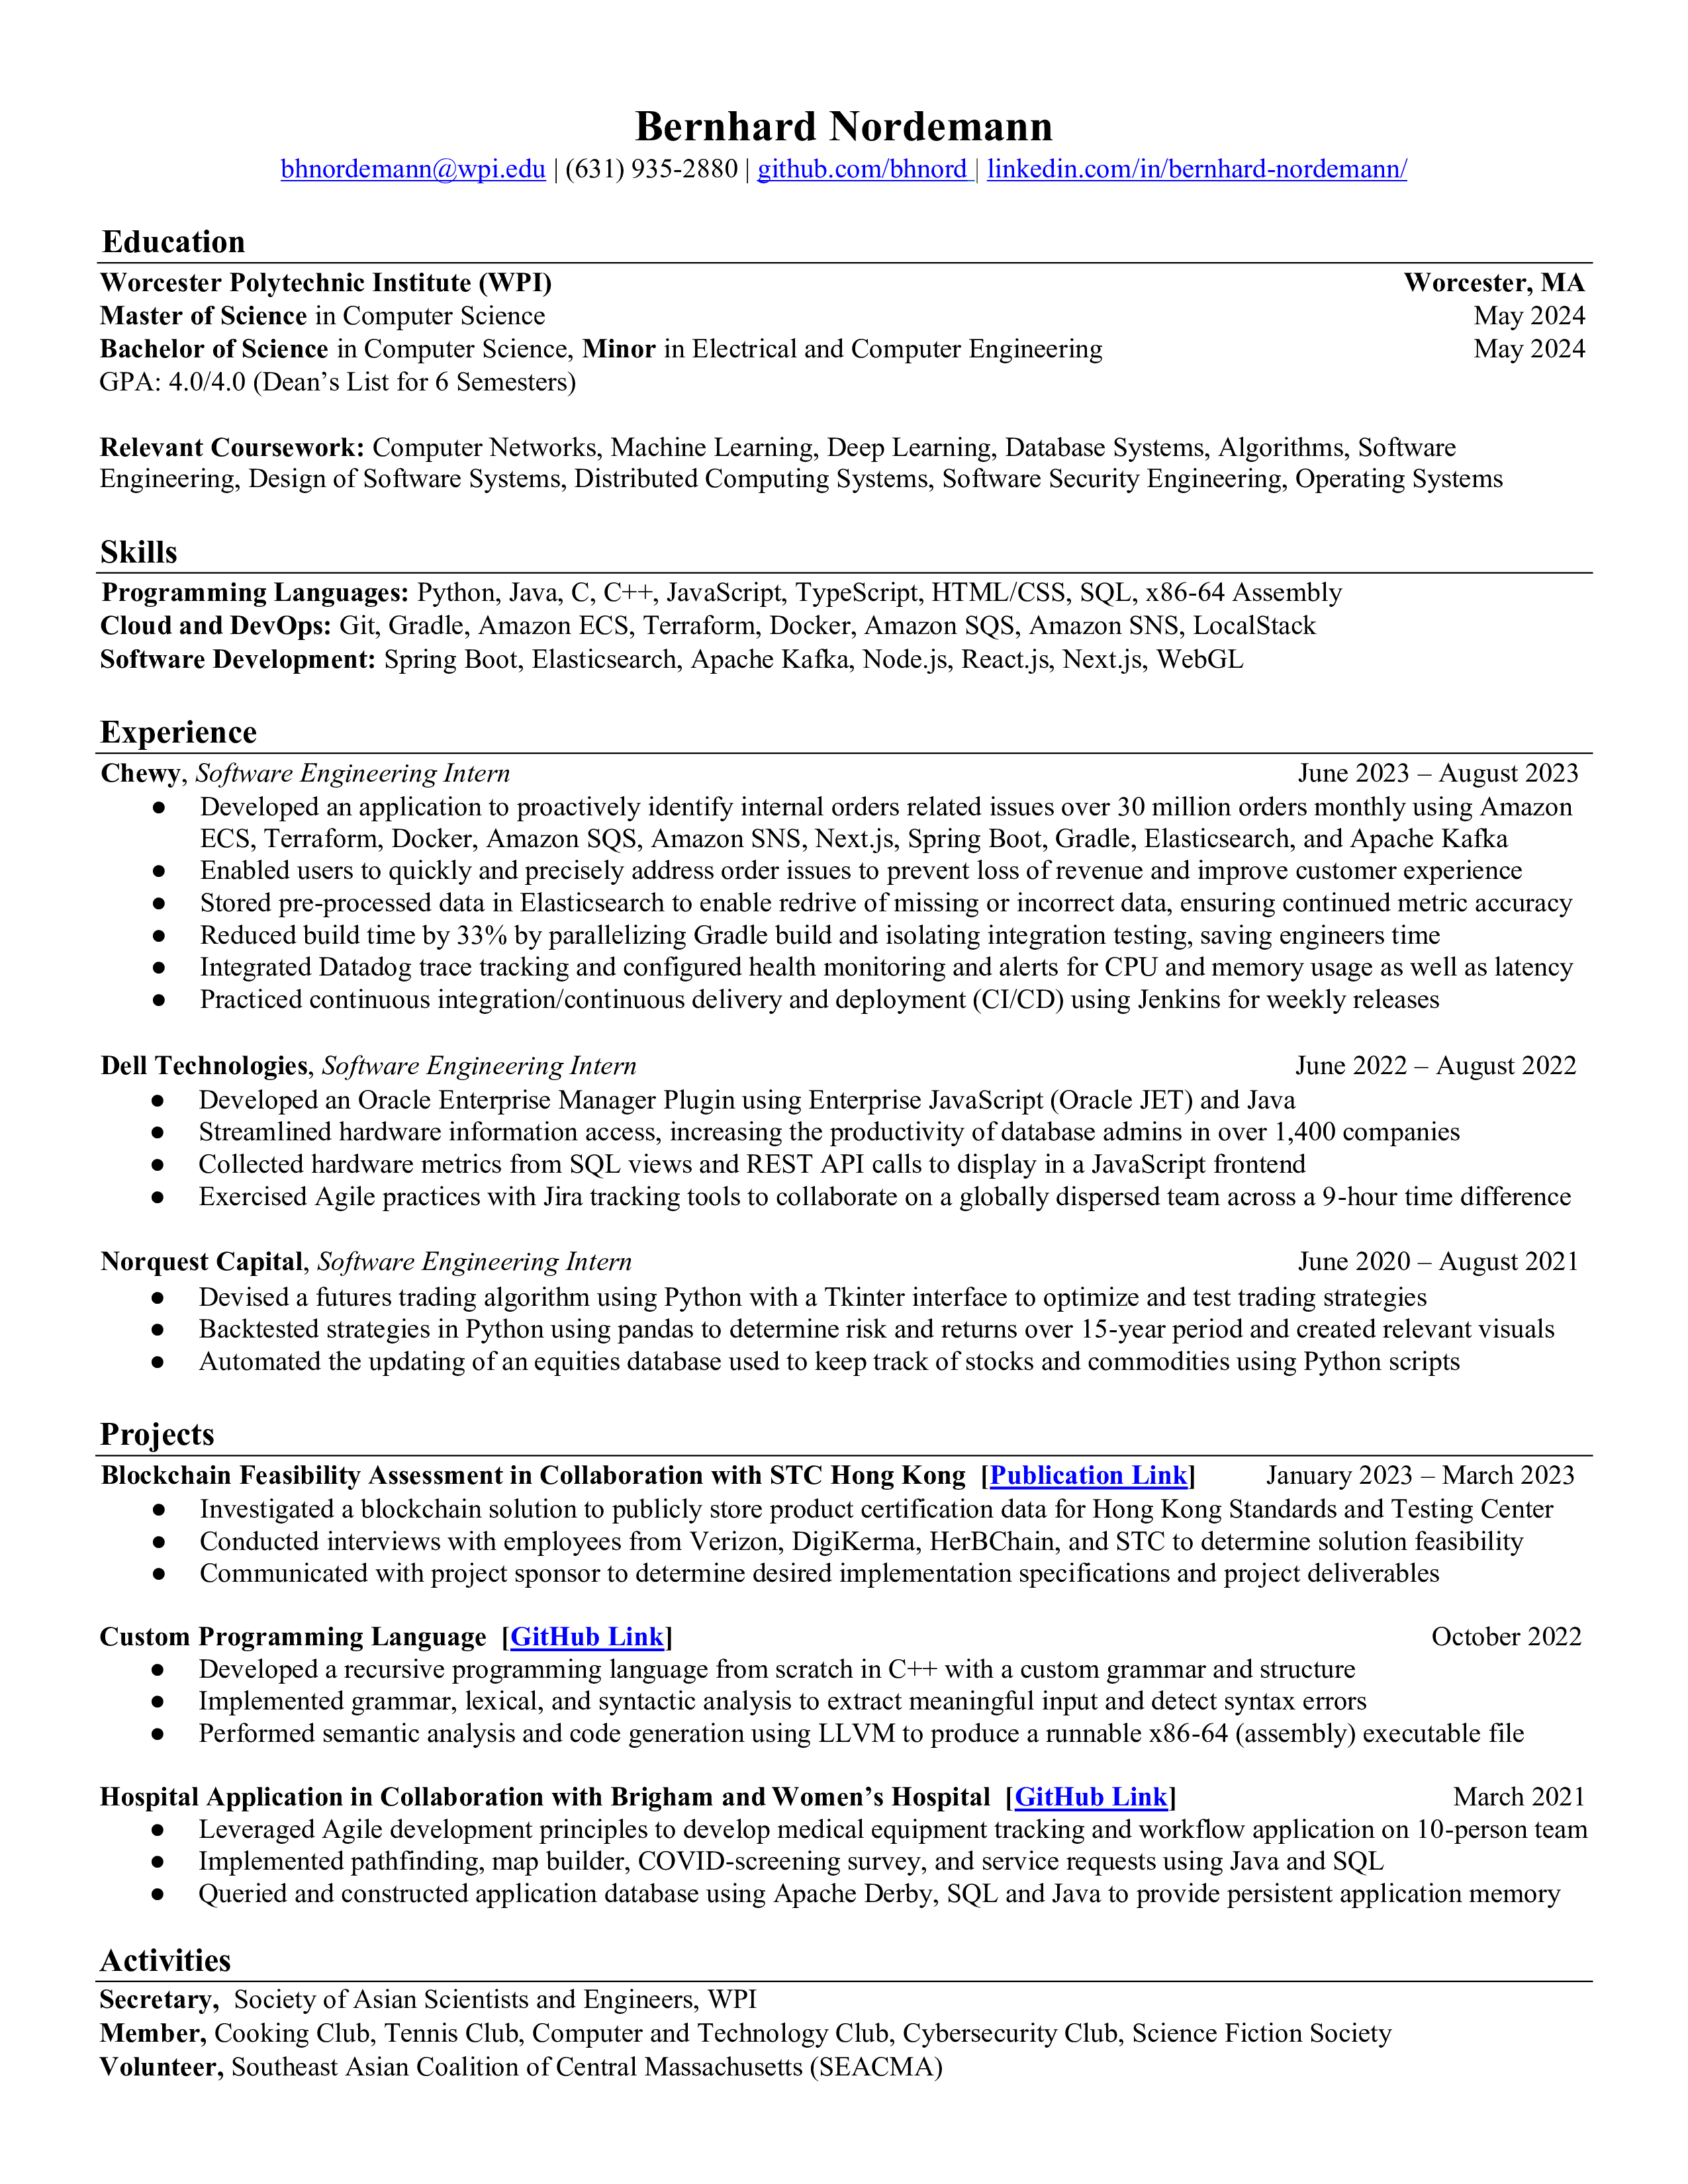 Bernhard Nordemann
bhnordemann@wpi.edu | (631) 935-2880 | github.com/bhnord | linkedin.com/in/bernhard-nordemann/
Education
Worcester Polytechnic Institute (WPI) Worcester, MA
Master of Science in Computer Science May 2024
Bachelor of Science in Computer Science, Minor in Electrical and Computer Engineering May 2024
GPA: 4.0/4.0 (Dean’s List for 6 Semesters)
Relevant Coursework: Computer Networks, Machine Learning, Deep Learning, Database Systems, Algorithms, Software
Engineering, Design of Software Systems, Distributed Computing Systems, Software Security Engineering, Operating Systems
Skills
Programming Languages: Python, Java, C, C++, JavaScript, TypeScript, HTML/CSS, SQL, x86-64 Assembly
Cloud and DevOps: Git, Gradle, Amazon ECS, Terraform, Docker, Amazon SQS, Amazon SNS, LocalStack
Software Development: Spring Boot, Elasticsearch, Apache Kafka, Node.js, React.js, Next.js, WebGL
Experience
Chewy, Software Engineering Intern June 2023 – August 2023
● Developed an application to proactively identify internal orders related issues over 30 million orders monthly using Amazon
ECS, Terraform, Docker, Amazon SQS, Amazon SNS, Next.js, Spring Boot, Gradle, Elasticsearch, and Apache Kafka
● Enabled users to quickly and precisely address order issues to prevent loss of revenue and improve customer experience
● Stored pre-processed data in Elasticsearch to enable redrive of missing or incorrect data, ensuring continued metric accuracy
● Reduced build time by 33% by parallelizing Gradle build and isolating integration testing, saving engineers time
● Integrated Datadog trace tracking and configured health monitoring and alerts for CPU and memory usage as well as latency
● Practiced continuous integration/continuous delivery and deployment (CI/CD) using Jenkins for weekly releases
Dell Technologies, Software Engineering Intern June 2022 – August 2022
● Developed an Oracle Enterprise Manager Plugin using Enterprise JavaScript (Oracle JET) and Java
● Streamlined hardware information access, increasing the productivity of database admins in over 1,400 companies
● Collected hardware metrics from SQL views and REST API calls to display in a JavaScript frontend
● Exercised Agile practices with Jira tracking tools to collaborate on a globally dispersed team across a 9-hour time difference
Norquest Capital, Software Engineering Intern June 2020 – August 2021
● Devised a futures trading algorithm using Python with a Tkinter interface to optimize and test trading strategies
● Backtested strategies in Python using pandas to determine risk and returns over 15-year period and created relevant visuals
● Automated the updating of an equities database used to keep track of stocks and commodities using Python scripts
Projects
Blockchain Feasibility Assessment in Collaboration with STC Hong Kong [Publication Link] January 2023 – March 2023
● Investigated a blockchain solution to publicly store product certification data for Hong Kong Standards and Testing Center
● Conducted interviews with employees from Verizon, DigiKerma, HerBChain, and STC to determine solution feasibility
● Communicated with project sponsor to determine desired implementation specifications and project deliverables
Custom Programming Language [GitHub Link] October 2022
● Developed a recursive programming language from scratch in C++ with a custom grammar and structure
● Implemented grammar, lexical, and syntactic analysis to extract meaningful input and detect syntax errors
● Performed semantic analysis and code generation using LLVM to produce a runnable x86-64 (assembly) executable file
Hospital Application in Collaboration with Brigham and Women’s Hospital [GitHub Link] March 2021
● Leveraged Agile development principles to develop medical equipment tracking and workflow application on 10-person team
● Implemented pathfinding, map builder, COVID-screening survey, and service requests using Java and SQL
● Queried and constructed application database using Apache Derby, SQL and Java to provide persistent application memory
Activities
Secretary, Society of Asian Scientists and Engineers, WPI
Member, Cooking Club, Tennis Club, Computer and Technology Club, Cybersecurity Club, Science Fiction Society
Volunteer, Southeast Asian Coalition of Central Massachusetts (SEACMA)